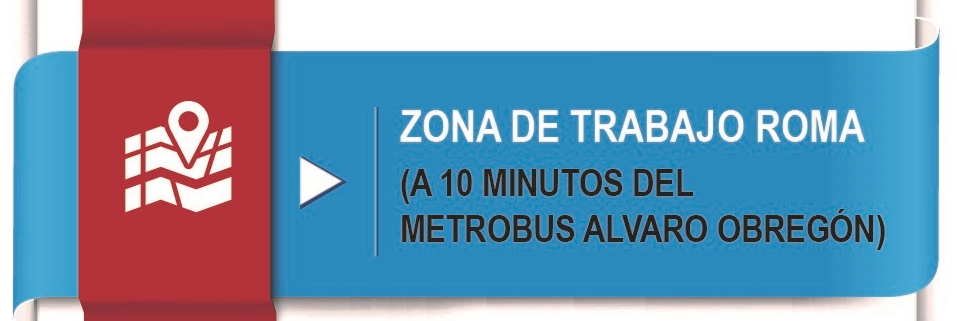 ZONA DE TRABAJO ROMA
(A 10 MINUTOS DEL
METROBUS ALVARO OBREGÓN)